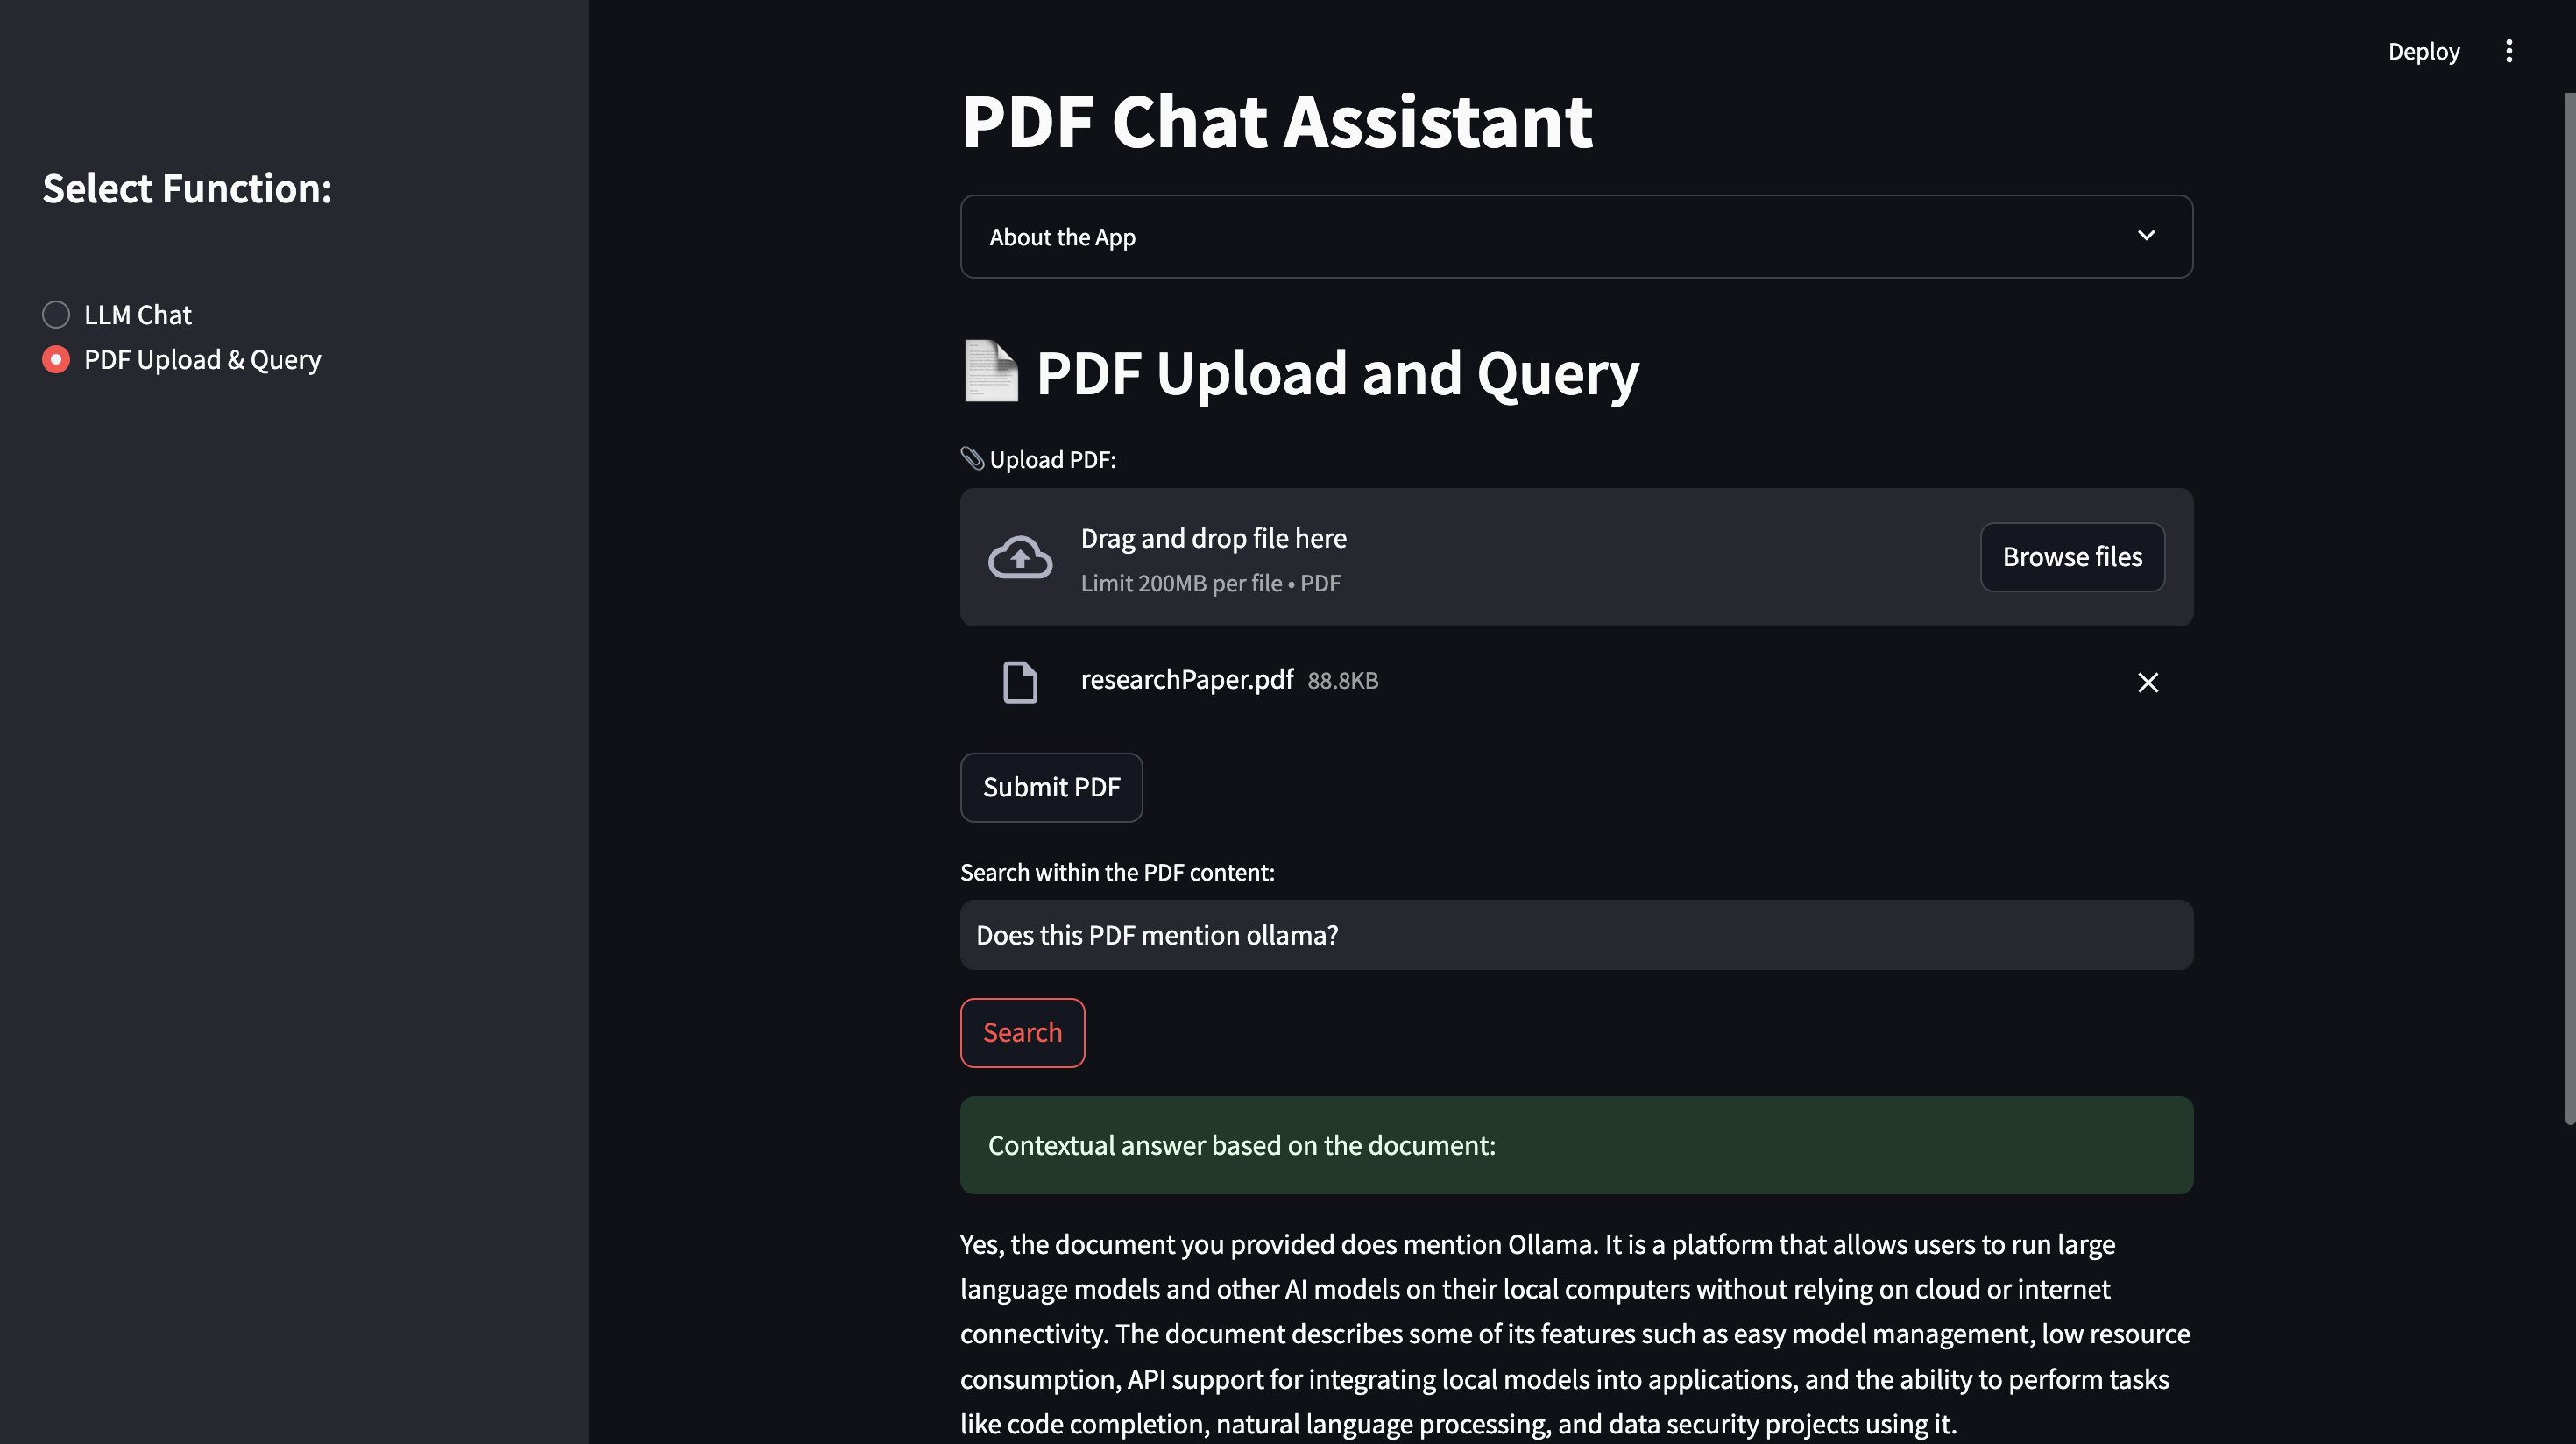 Deploy
Select Function:
LLM Chat
PDF Upload & Query
PDF Chat Assistant
About the App
PDF Upload and Query
Upload PDF:
Drag and drop file here
Limit 200MB per file • PDF
Browse files
researchPaper.pdf 88.8KB
Submit PDF
Search within the PDF content:
Does this PDF mention ollama?
Search
Contextual answer based on the document:
Yes, the document you provided does mention Ollama. It is a platform that allows users to run large
language models and other AI models on their local computers without relying on cloud or internet
connectivity. The document describes some of its features such as easy model management, low resource
consumption, API support for integrating local models into applications, and the ability to perform tasks
like code completion, natural language processing, and data security projects using it.